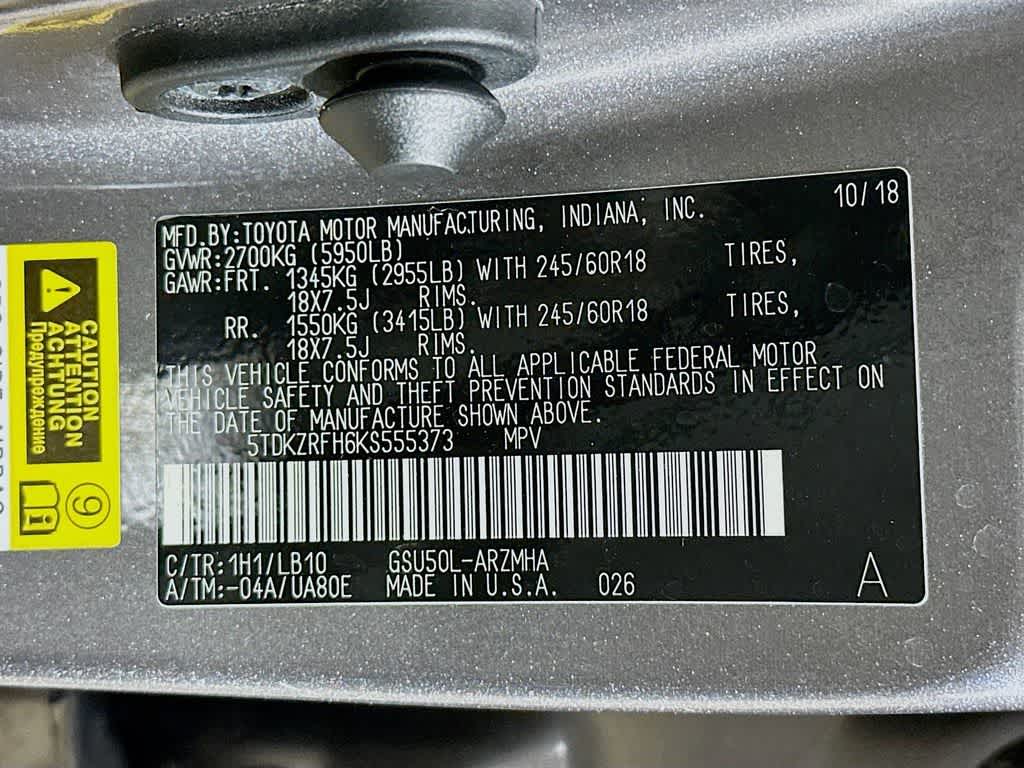 10/18
MFD.BY:TOYOTA MOTOR MANUFACTURING, INDIANA, INC.
GVWR:2700KG (5950LB)
GAWR:FRT. 1345KG (2955LB) WITH 245/60R18 TIRES,
18X7.5J RIMS.
RR. 1550KG (3415LB) WITH 245/60R18 TIRES,
18X7.5J RIMS.
THIS VEHICLE CONFORMS TO ALL APPLICABLE FEDERAL MOTOR
VEHICLE SAFETY AND THEFT PREVENTION STANDARDS IN EFFECT ON
THE DATE OF MANUFACTURE SHOWN ABOVE.
5TDKZRFH6KS555373 MPV
C/TR:1H1/LB10 GSU50L-ARZMHA
A/TM:-04A/UA80E MADE IN U.S.A. 026
A
CAUTION
ATTENTION
ACHTUNG
Предупреждение
9